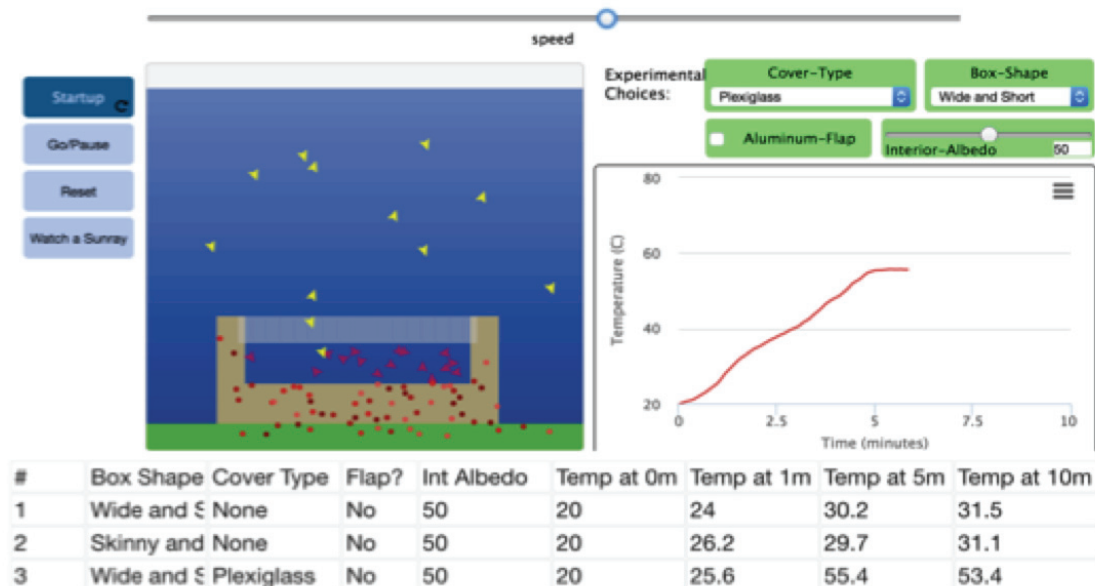 speed
Startup
Go/Pause
Reset
Watch a Sunray
Experimental
Choices:
Cover-Type
Plexiglass
Box-Shape
Wide and Short
Aluminum-Flap
Interior-Albedo 50
80
60
40
20
Temperature (C)
0 2.5 5 7.5 10
Time (minutes)
# Box Shape Cover Type Flap? Int Albedo Temp at 0m Temp at 1m Temp at 5m Temp at 10m
1 Wide and S None No 50 20 24 30.2 31.5
2 Skinny and None No 50 20 26.2 29.7 31.1
3 Wide and S Plexiglass No 50 20 25.6 55.4 53.4